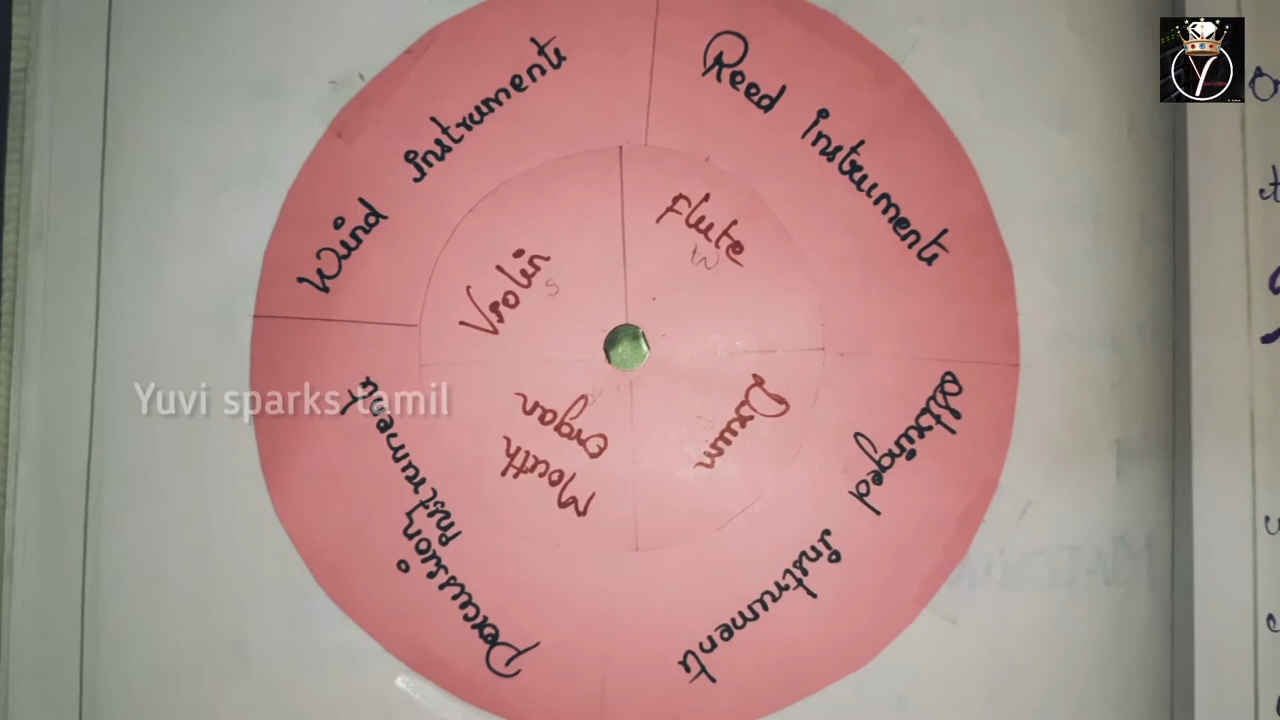 Wind instruments
Reed instruments
Violin
S
Flute
W
Mouth
organ
Drum
Percussion
instrument
stringed instruments
Yuvi sparks tamil
Y